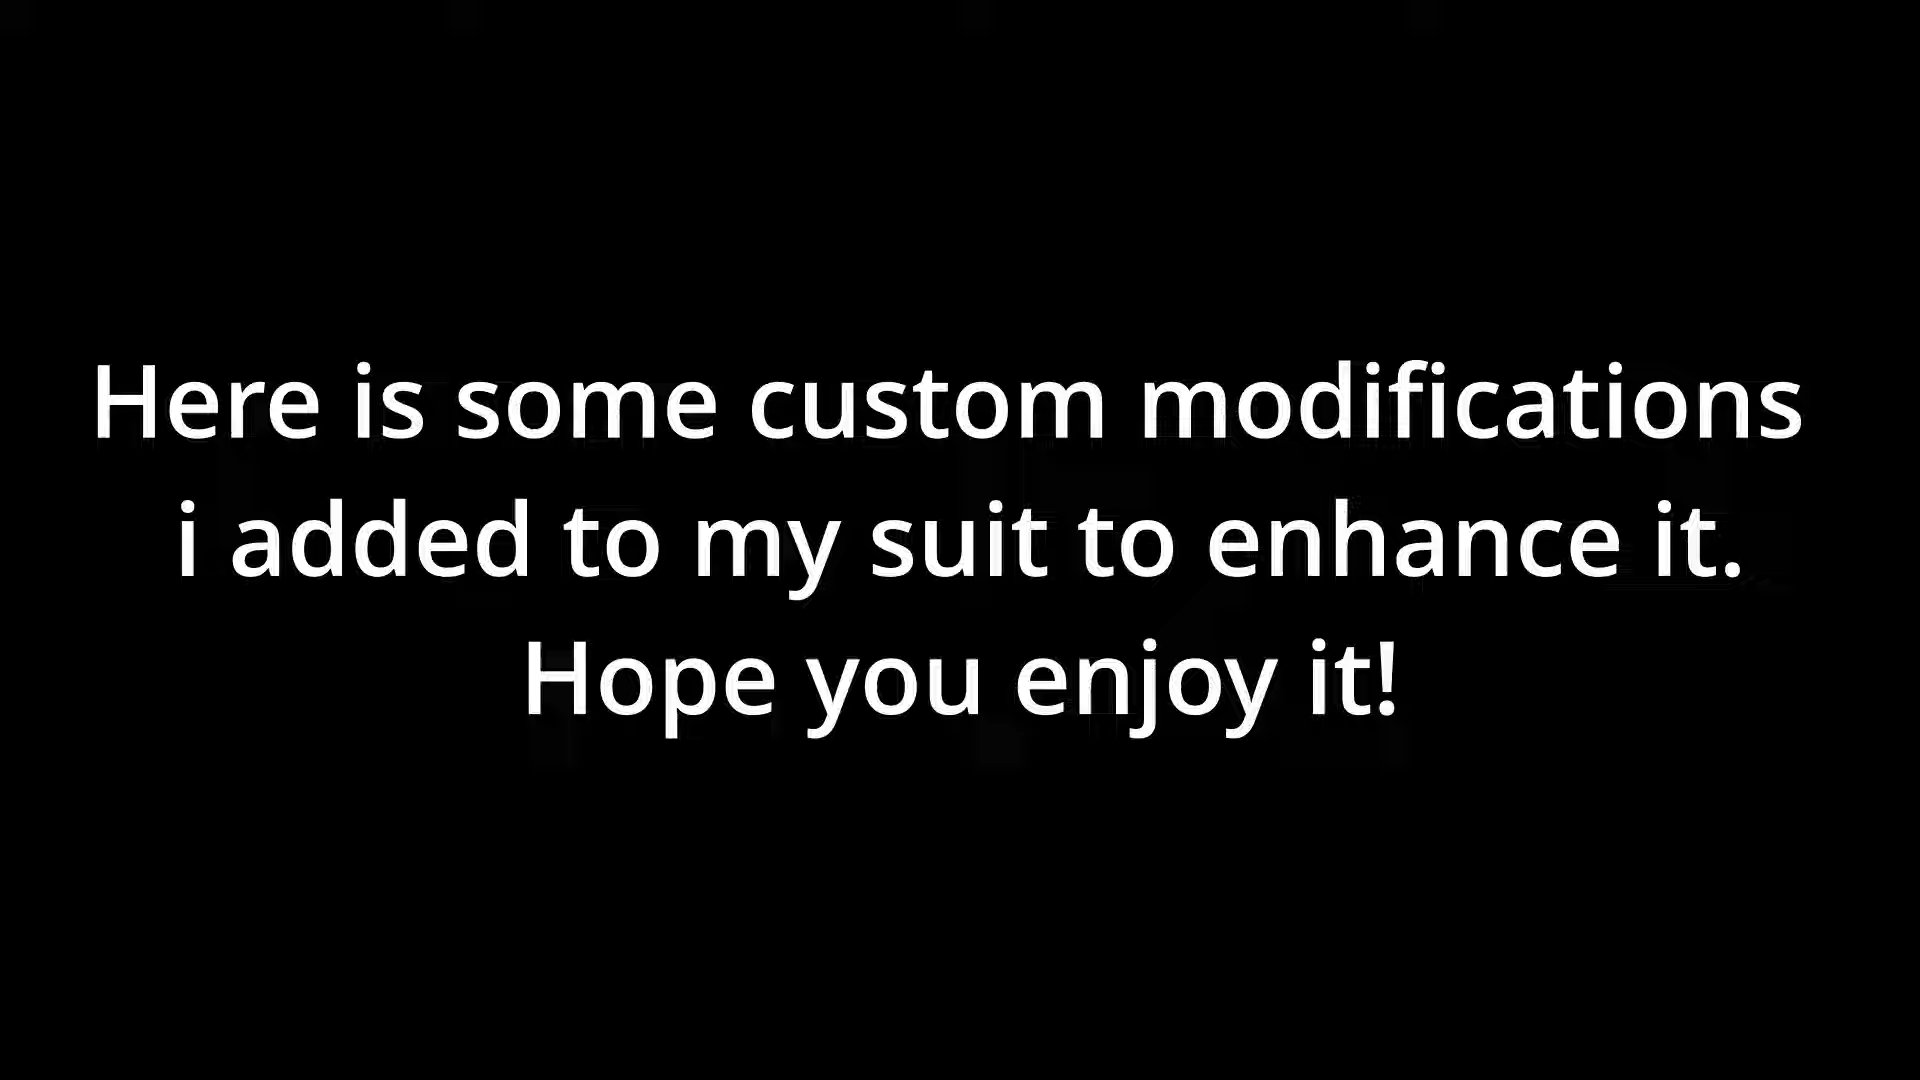 Here is some custom modifications
i added to my suit to enhance it.
Hope you enjoy it!